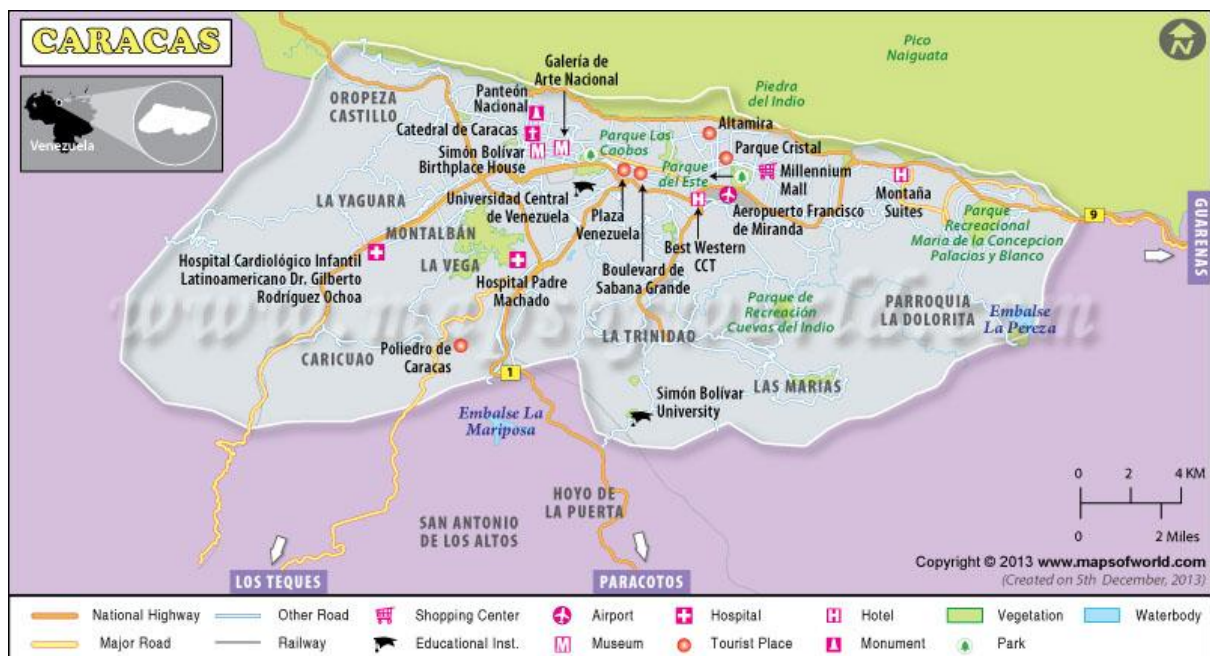 CARACAS
N
Venezuela
Pico
Naiguata
Piedra
del Indio
Galería de
Arte Nacional
Panteón
Nacional
OROPEZA
CASTILLO
Catedral de Caracas
Simón Bolívar
Birthplace House
Parque Los
Caobos
Altamira
Parque Cristal
Parque
del Este
Millennium
Mall
Montaña
Suites
LA YAGUARA
Universidad Central
de Venezuela
Plaza
Venezuela
Aeropuerto Francisco
de Miranda
9
GUARENAS
Parque
Recreacional
Maria de la Concepcion
Palacios y Blanco
MONTALBÁN
LA VEGA
Best Western
CCT
Hospital Cardiológico Infantil
Latinoamericano Dr. Gilberto
Rodríguez Ochoa
Hospital Padre
Machado
Boulevard de
Sabana Grande
Parque de
Recreación
Cuevas del Indio
PARROQUIA
LA DOLORITA
Embalse
La Pereza
www.mapsofworld.com
CARICUAO
Poliedro de
Caracas
LA TRINIDAD
1
LAS MARIAS
Simón Bolívar
University
Embalse La
Mariposa
HOYO DE
LA PUERTA
SAN ANTONIO
DE LOS ALTOS
0 2 4 KM
0 2 Miles
LOS TEQUES
PARACOTOS
Copyright © 2013 www.mapsofworld.com
(Created on 5th December, 2013)
National Highway Other Road Shopping Center Airport Hospital Hotel Vegetation Waterbody
Major Road Railway Educational Inst. Museum Tourist Place Monument Park